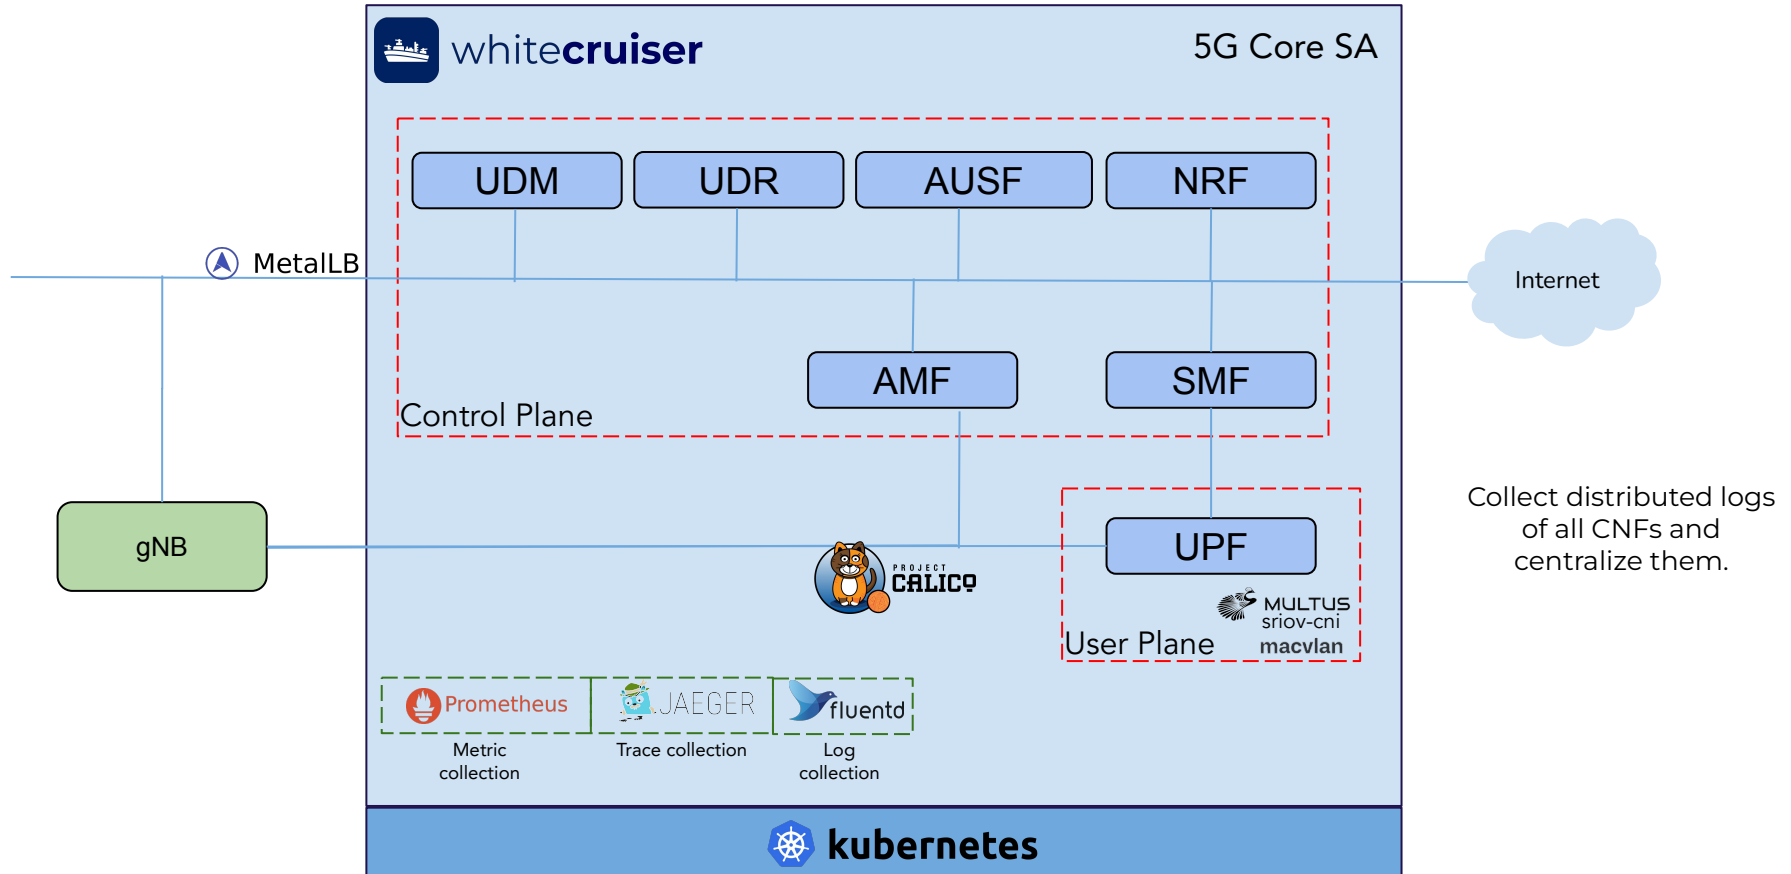 whitecruiser
5G Core SA
UDM
UDR
AUSF
NRF
MetalLB
Internet
AMF
SMF
Control Plane
gNB
UPF
PROJECT
CALICO
MULTUS
sriov-cni
macvlan
User Plane
Collect distributed logs
of all CNFs and
centralize them.
Prometheus
JAEGER
fluentd
Metric
collection
Trace collection
Log
collection
kubernetes